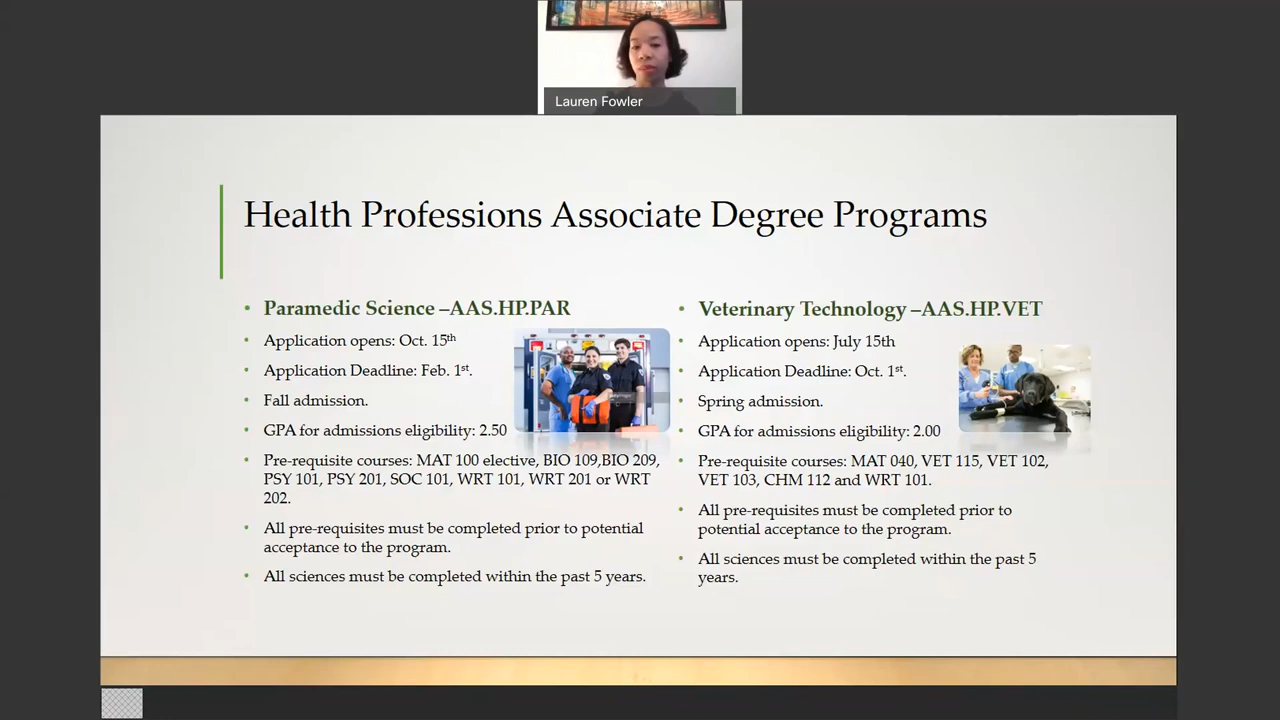 Lauren Fowler
Health Professions Associate Degree Programs
• Paramedic Science –AAS.HP.PAR
• Application opens: Oct. 15th
• Application Deadline: Feb. 1st.
• Fall admission.
• GPA for admissions eligibility: 2.50
• Pre-requisite courses: MAT 100 elective, BIO 109,BIO 209,
PSY 101, PSY 201, SOC 101, WRT 101, WRT 201 or WRT
202.
• All pre-requisites must be completed prior to potential
acceptance to the program.
• All sciences must be completed within the past 5 years.
• Veterinary Technology –AAS.HP.VET
• Application opens: July 15th
• Application Deadline: Oct. 1st.
• Spring admission.
• GPA for admissions eligibility: 2.00
• Pre-requisite courses: MAT 040, VET 115, VET 102,
VET 103, CHM 112 and WRT 101.
• All pre-requisites must be completed prior to
potential acceptance to the program.
• All sciences must be completed within the past 5
years.